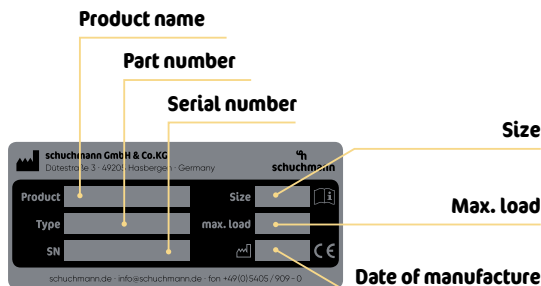 Product name
Part number
Serial number
Size
Max. load
Date of manufacture
schuchmann GmbH & Co.KG
Dütestraße 3 · 49205 Hasbergen · Germany
schuchmann
Product
Size
Type
max. load
SN
CE
schuchmann.de · info@schuchmann.de · fon +49(0)5405 / 909 - 0